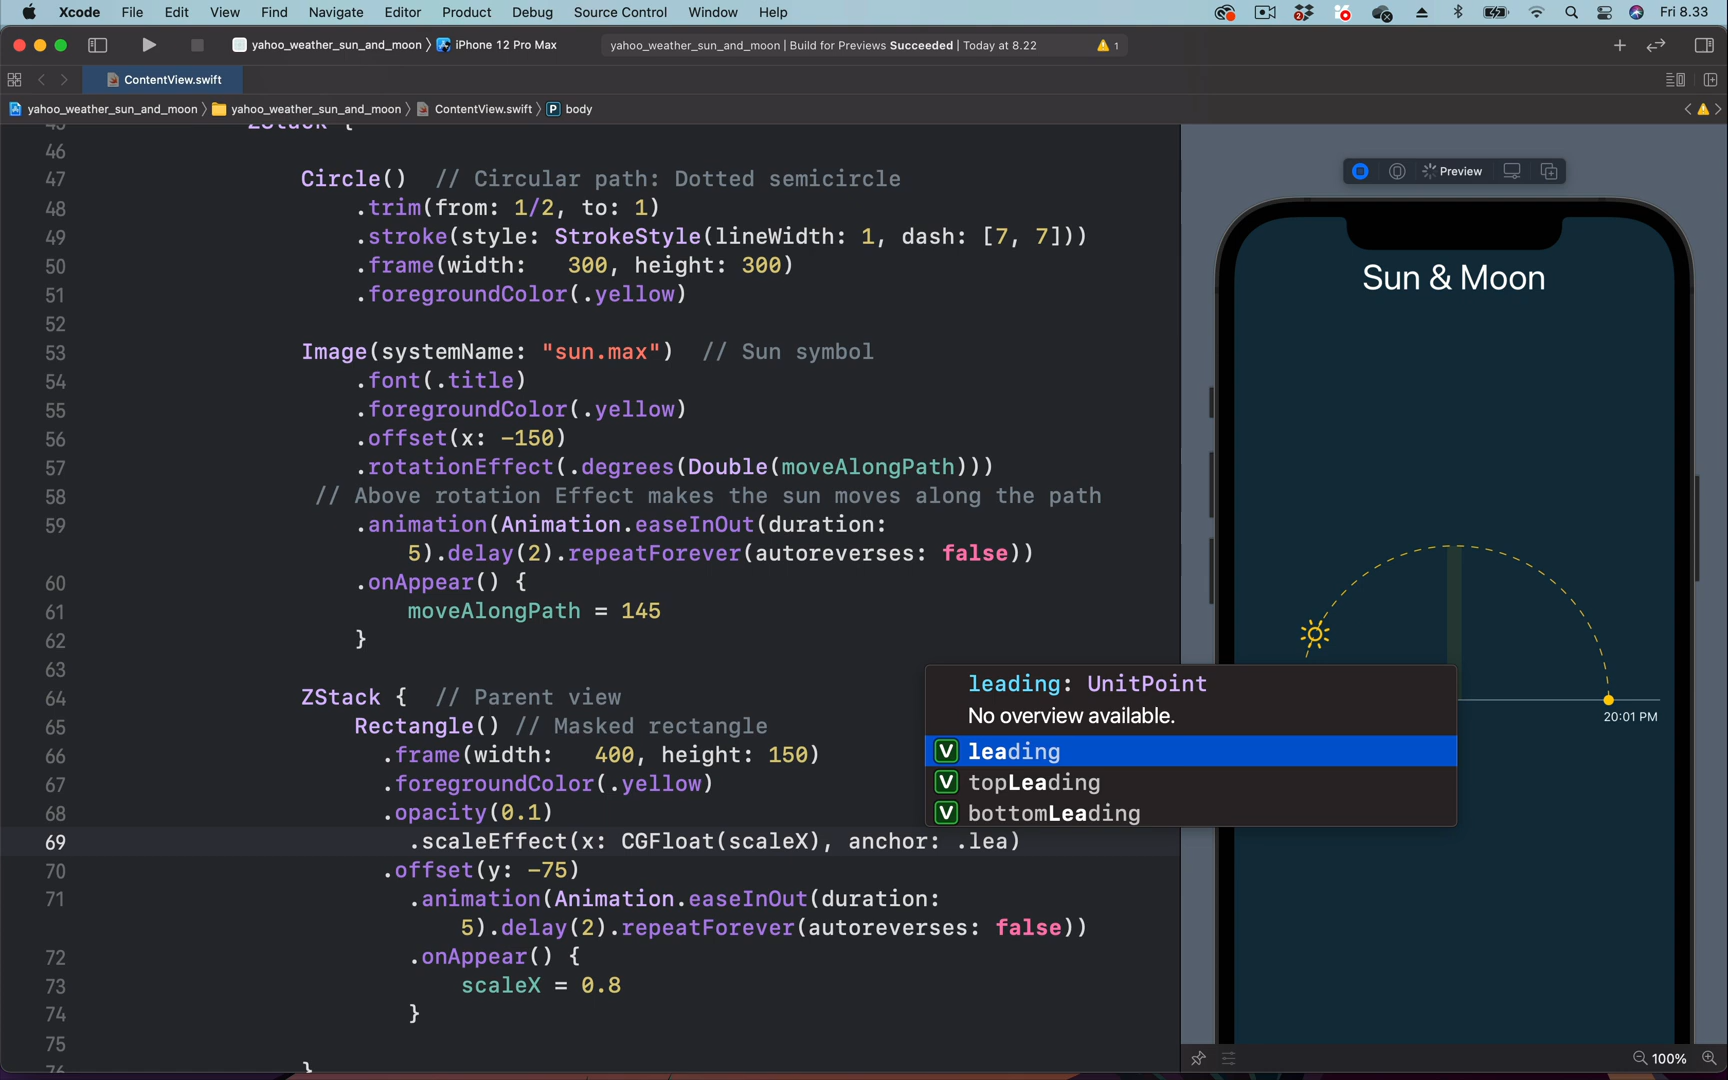 Xcode File Edit View Find Navigate Editor Product Debug Source Control Window Help
2
Fri 8.33
yahoo_weather_sun_and_moon 〉 iPhone 12 Pro Max
yahoo_weather_sun_and_moon | Build for Previews Succeeded | Today at 8.22
1
ContentView.swift
yahoo_weather_sun_and_moon 〉 yahoo_weather_sun_and_moon 〉 ContentView.swift 〉 P body
45 ZStack {
46
47 Circle() // Circular path: Dotted semicircle
48 .trim(from: 1/2, to: 1)
49 .stroke(style: StrokeStyle(lineWidth: 1, dash: [7, 7]))
50 .frame(width: 300, height: 300)
51 .foregroundColor(.yellow)
52
53 Image(systemName: "sun.max") // Sun symbol
54 .font(.title)
55 .foregroundColor(.yellow)
56 .offset(x: -150)
57 .rotationEffect(.degrees(Double(moveAlongPath)))
58 // Above rotation Effect makes the sun moves along the path
59 .animation(Animation.easeInOut(duration:
5).delay(2).repeatForever(autoreverses: false))
60 .onAppear() {
61 moveAlongPath = 145
62 }
63
64 ZStack { // Parent view
65 Rectangle() // Masked rectangle
66 .frame(width: 400, height: 150)
67 .foregroundColor(.yellow)
68 .opacity(0.1)
69 .scaleEffect(x: CGFloat(scaleX), anchor: .lea)
70 .offset(y: -75)
71 .animation(Animation.easeInOut(duration:
5).delay(2).repeatForever(autoreverses: false))
72 .onAppear() {
73 scaleX = 0.8
74 }
75
76 }
leading: UnitPoint
No overview available.
V leading
V topLeading
V bottomLeading
Preview
Sun & Moon
20:01 PM
100%